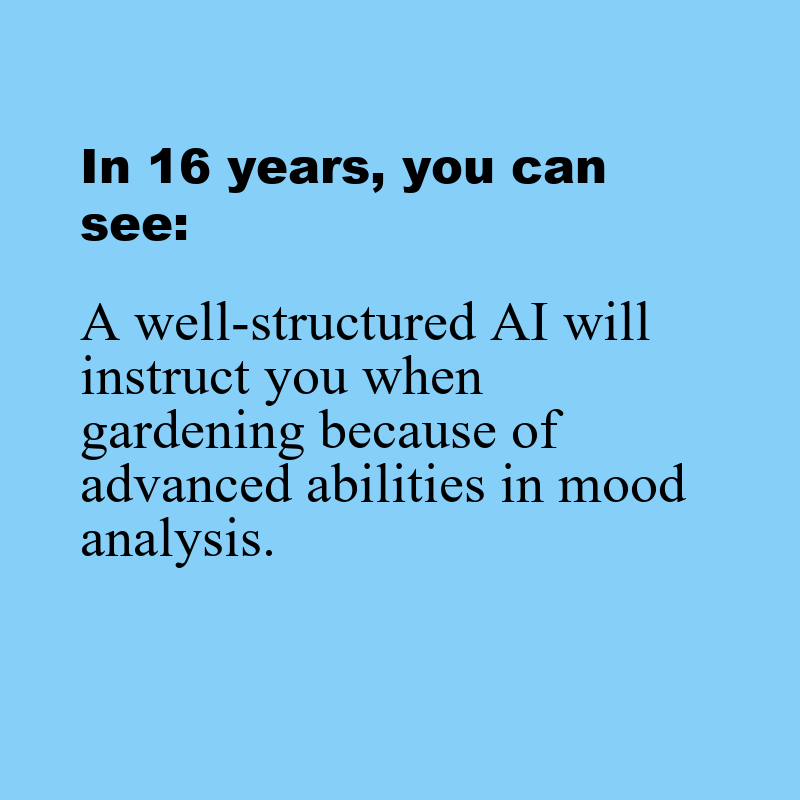 In 16 years, you can
see:
A well-structured AI will
instruct you when
gardening because of
advanced abilities in mood
analysis.